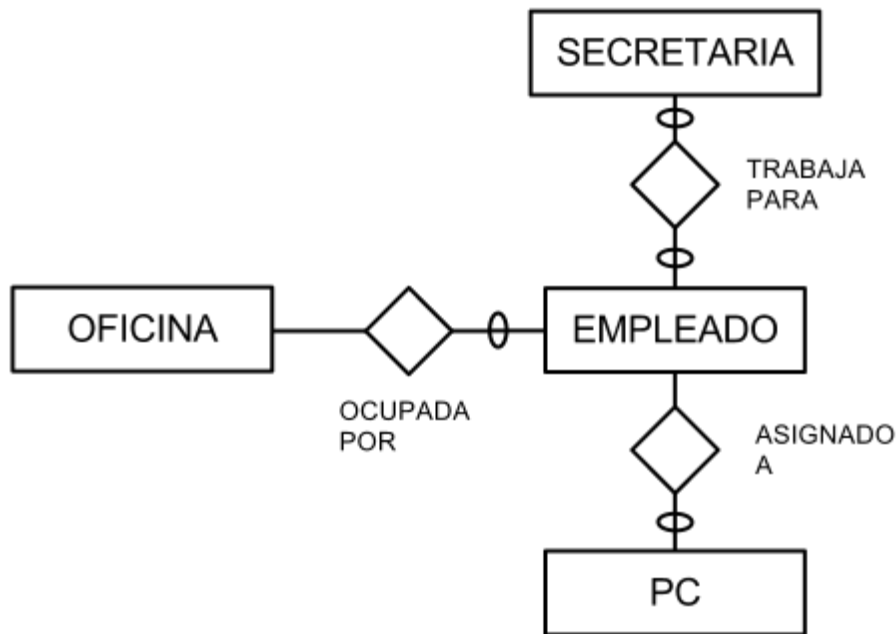 SECRETARIA
TRABAJA
PARA
OFICINA
EMPLEADO
OCUPADA
POR
ASIGNADO
A
PC